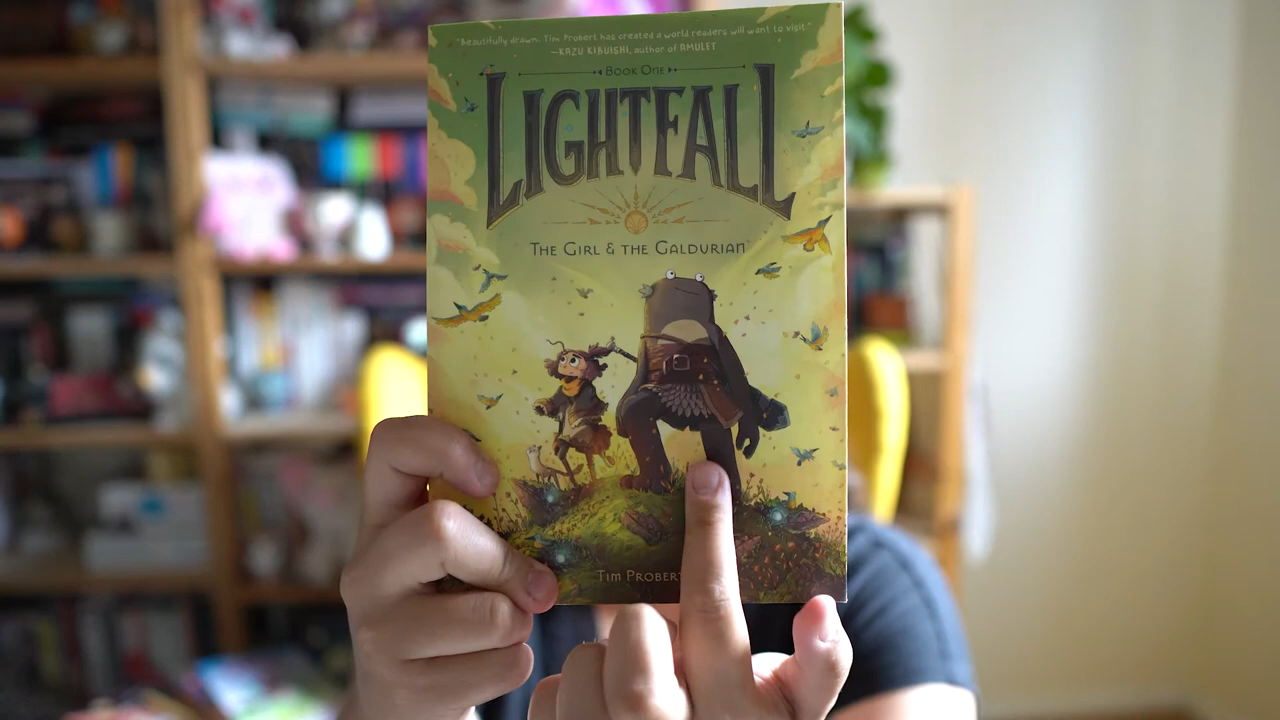 "Beautifully drawn. Tim Probert has created a world readers will want to visit."
—KAZU KIBUISHI, author of AMULET
BOOK ONE
LIGHTFALL
THE GIRL & THE GALDURIAN
TIM PROBERT